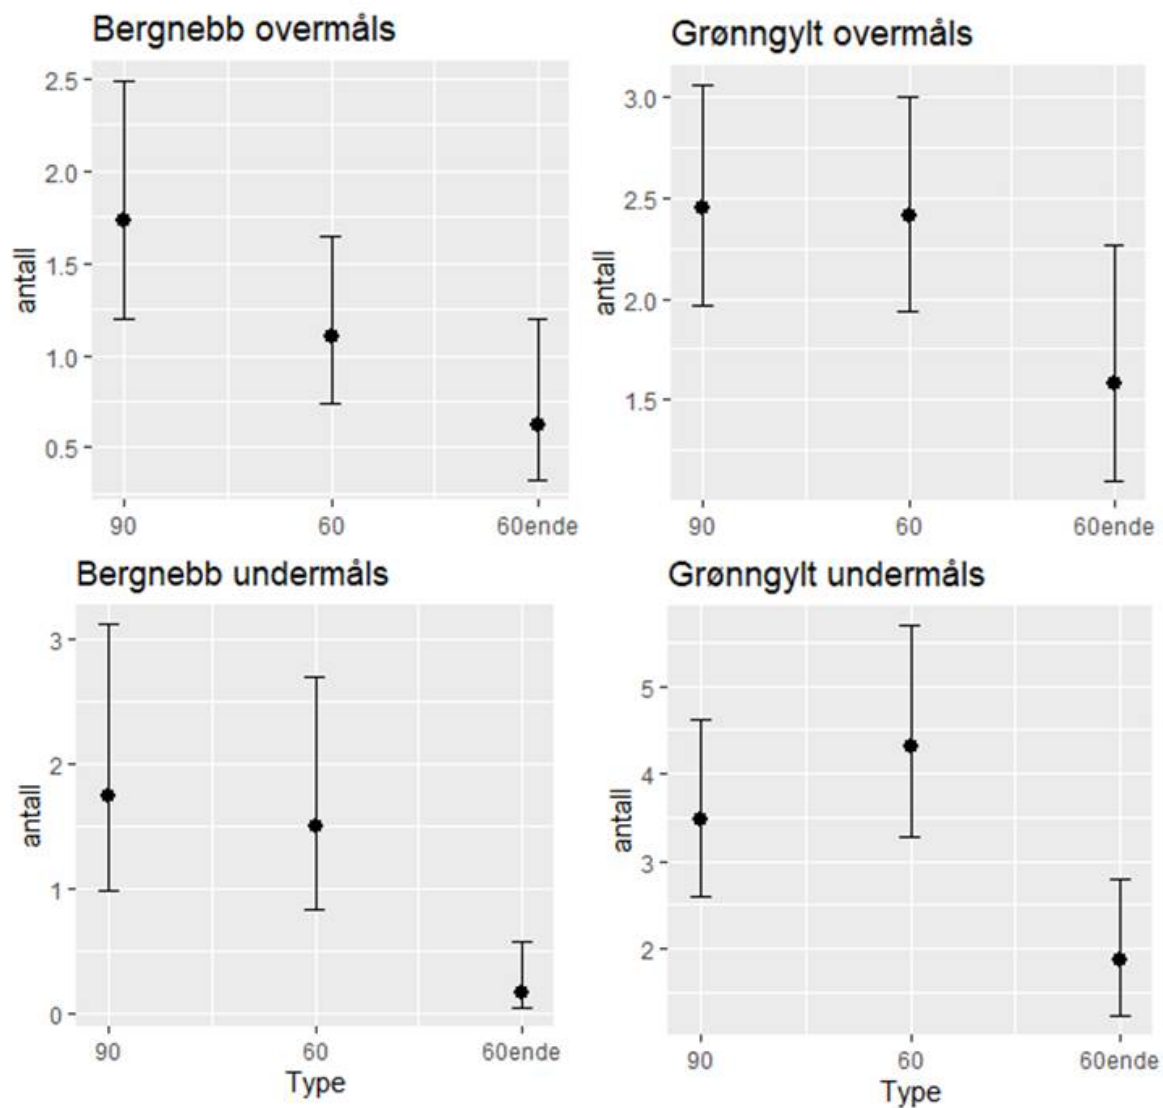 Bergnebb overmåls
antall
2.5
2.0
1.5
1.0
0.5
90 60 60ende
Grønngylt overmåls
antall
3.0
2.5
2.0
1.5
90 60 60ende
Bergnebb undermåls
antall
3
2
1
0
90 60 60ende
Type
Grønngylt undermåls
antall
5
4
3
2
90 60 60ende
Type